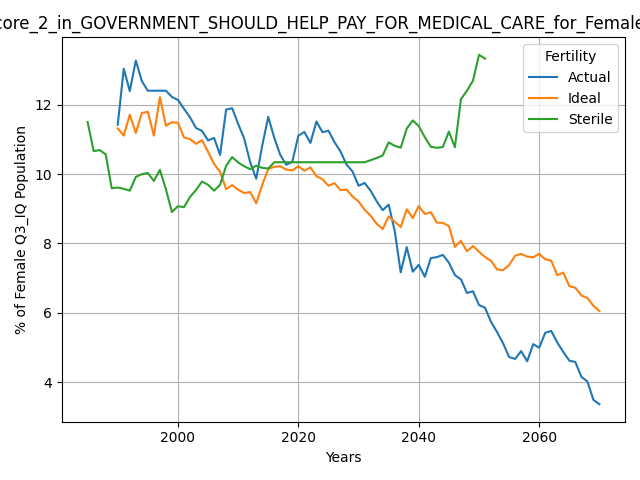 core_2_in_GOVERNMENT_SHOULD_HELP_PAY_FOR_MEDICAL_CARE_for_Female
Fertility
Actual
Ideal
Sterile
% of Female Q3_IQ Population
12
10
8
6
4
2000 2020 2040 2060
Years